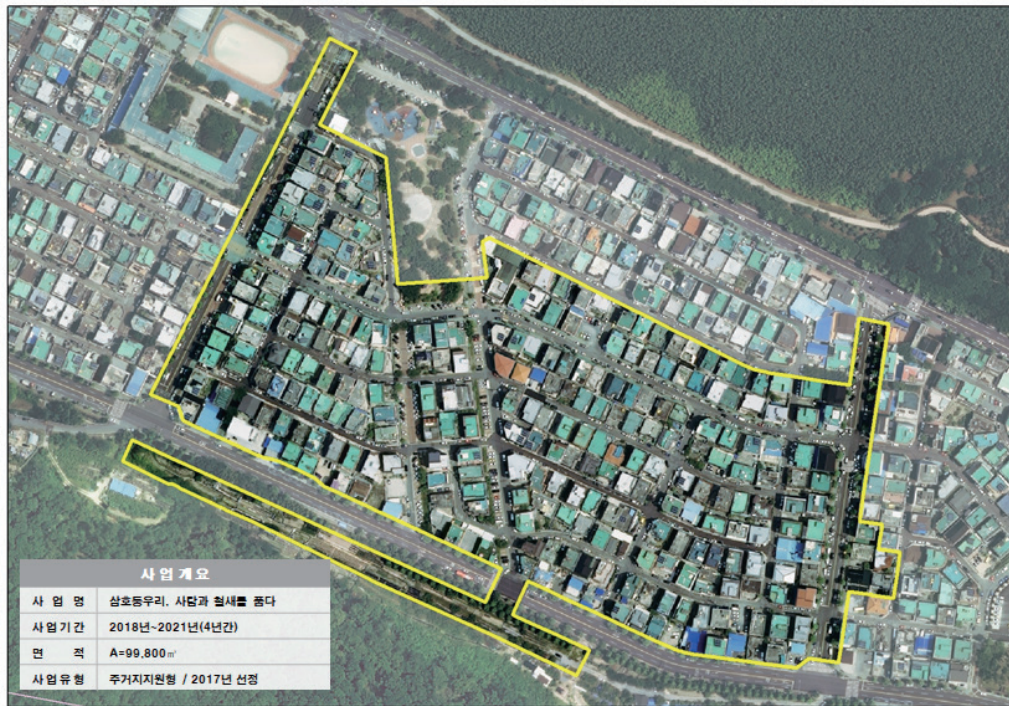 사업개요
사 업 명 삼호둥우리, 사람과 철새를 품다
사업기간 2018년~2021년(4년간)
면 적 A=99,800㎡
사업유형 주거지지원형 / 2017년 선정